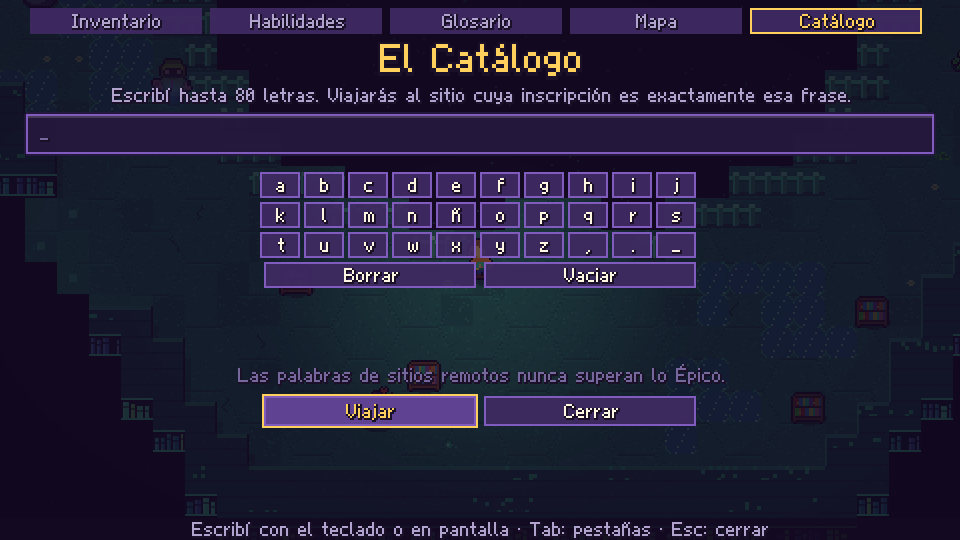 Inventario Habilidades Glosario Mapa Catálogo
El Catálogo
Escribí hasta 80 letras. Viajarás al sitio cuya inscripción es exactamente esa frase.
_
a b c d e f g h i j
k l m n ñ o p q r s
t u v w x y z , . _
Borrar Vaciar
Las palabras de sitios remotos nunca superan lo Épico.
Viajar Cerrar
Escribí con el teclado o en pantalla · Tab: pestañas · Esc: cerrar